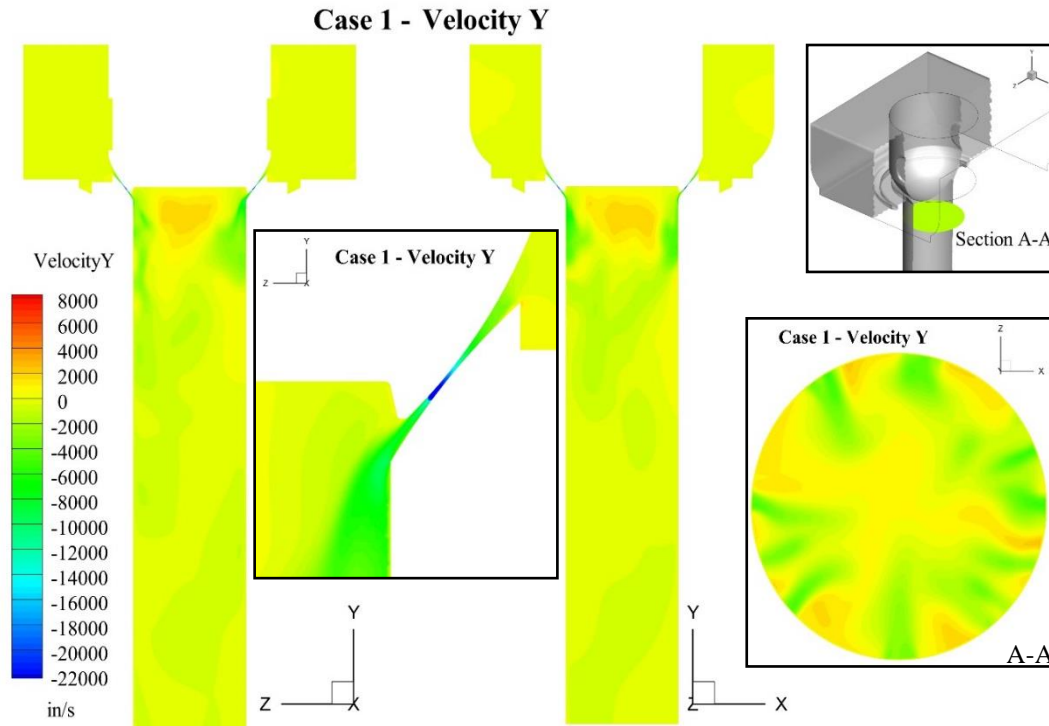 Case 1 - Velocity Y
VelocityY
8000
6000
4000
2000
0
-2000
-4000
-6000
-8000
-10000
-12000
-14000
-16000
-18000
-20000
-22000
in/s
Y
Z
X
Case 1 - Velocity Y
Y
Z
X
Y
Z
X
Y
Z
Section A-A
Case 1 - Velocity Y
Z
Y
X
A-A